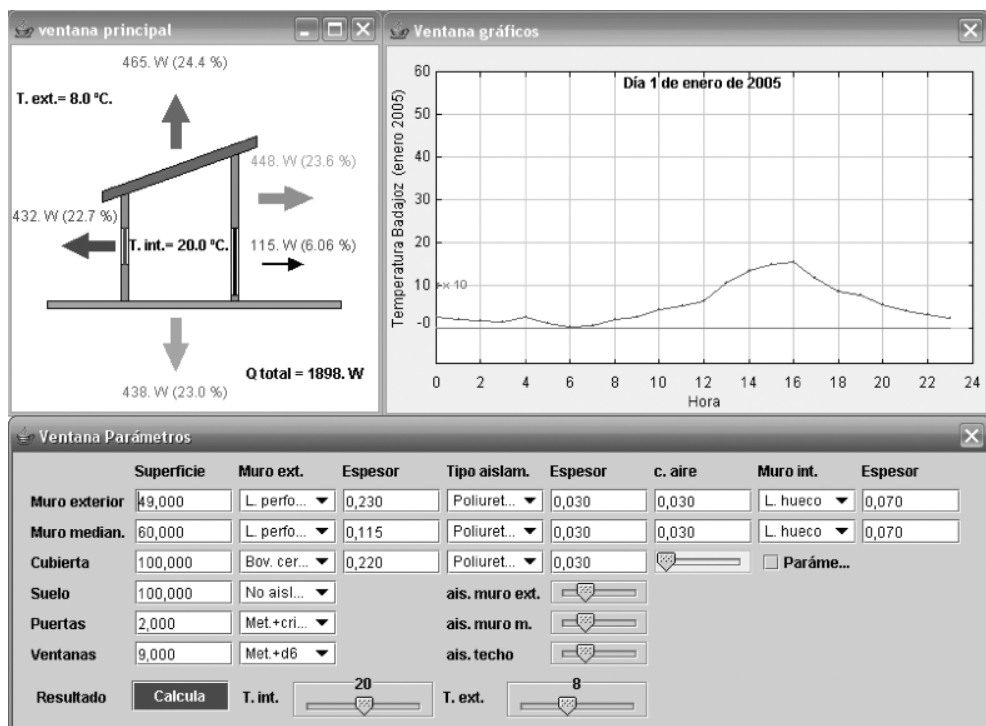 ventana principal
465. W (24.4 %)
T. ext.= 8.0 ºC.
448. W (23.6 %)
432. W (22.7 %)
T. int.= 20.0 ºC.
115. W (6.06 %)
Q total = 1898. W
438. W (23.0 %)
Ventana gráficos
Día 1 de enero de 2005
Temperatura Badajoz (enero 2005)
60
50
40
30
20
10
-0
x 10
0 2 4 6 8 10 12 14 16 18 20 22 24
Hora
Ventana Parámetros
Superficie Muro ext. Espesor Tipo aislam. Espesor c. aire Muro int. Espesor
Muro exterior 49,000 L. perfo... 0,230 Poliuret... 0,030 0,030 L. hueco 0,070
Muro median. 60,000 L. perfo... 0,115 Poliuret... 0,030 0,030 L. hueco 0,070
Cubierta 100,000 Bov. cer... 0,220 Poliuret... 0,030 Paráme...
Suelo 100,000 No aisl... ais. muro ext.
Puertas 2,000 Met.+cri... ais. muro m.
Ventanas 9,000 Met.+d6 ais. techo
Resultado Calcula T. int. 20 T. ext. 8